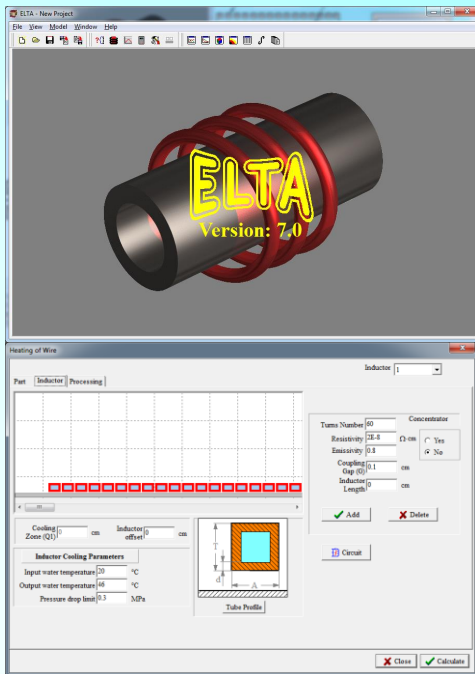 ELTA - New Project
File View Model Window Help
ELTA
Version: 7.0
Heating of Wire
Inductor 1
Part Inductor Processing
Turns Number 60
Concentrator
Resistivity 2E-8 Ω·cm
Yes
No
Emissivity 0.8
Coupling Gap (G) 0.1 cm
Inductor Length 0 cm
Add Delete
Circuit
Cooling Zone (Q1) 0 cm
Inductor offset 0 cm
Inductor Cooling Parameters
Input water temperature 20 °C
Output water temperature 46 °C
Pressure drop limit 0.3 MPa
T
d
A
Tube Profile
Close Calculate